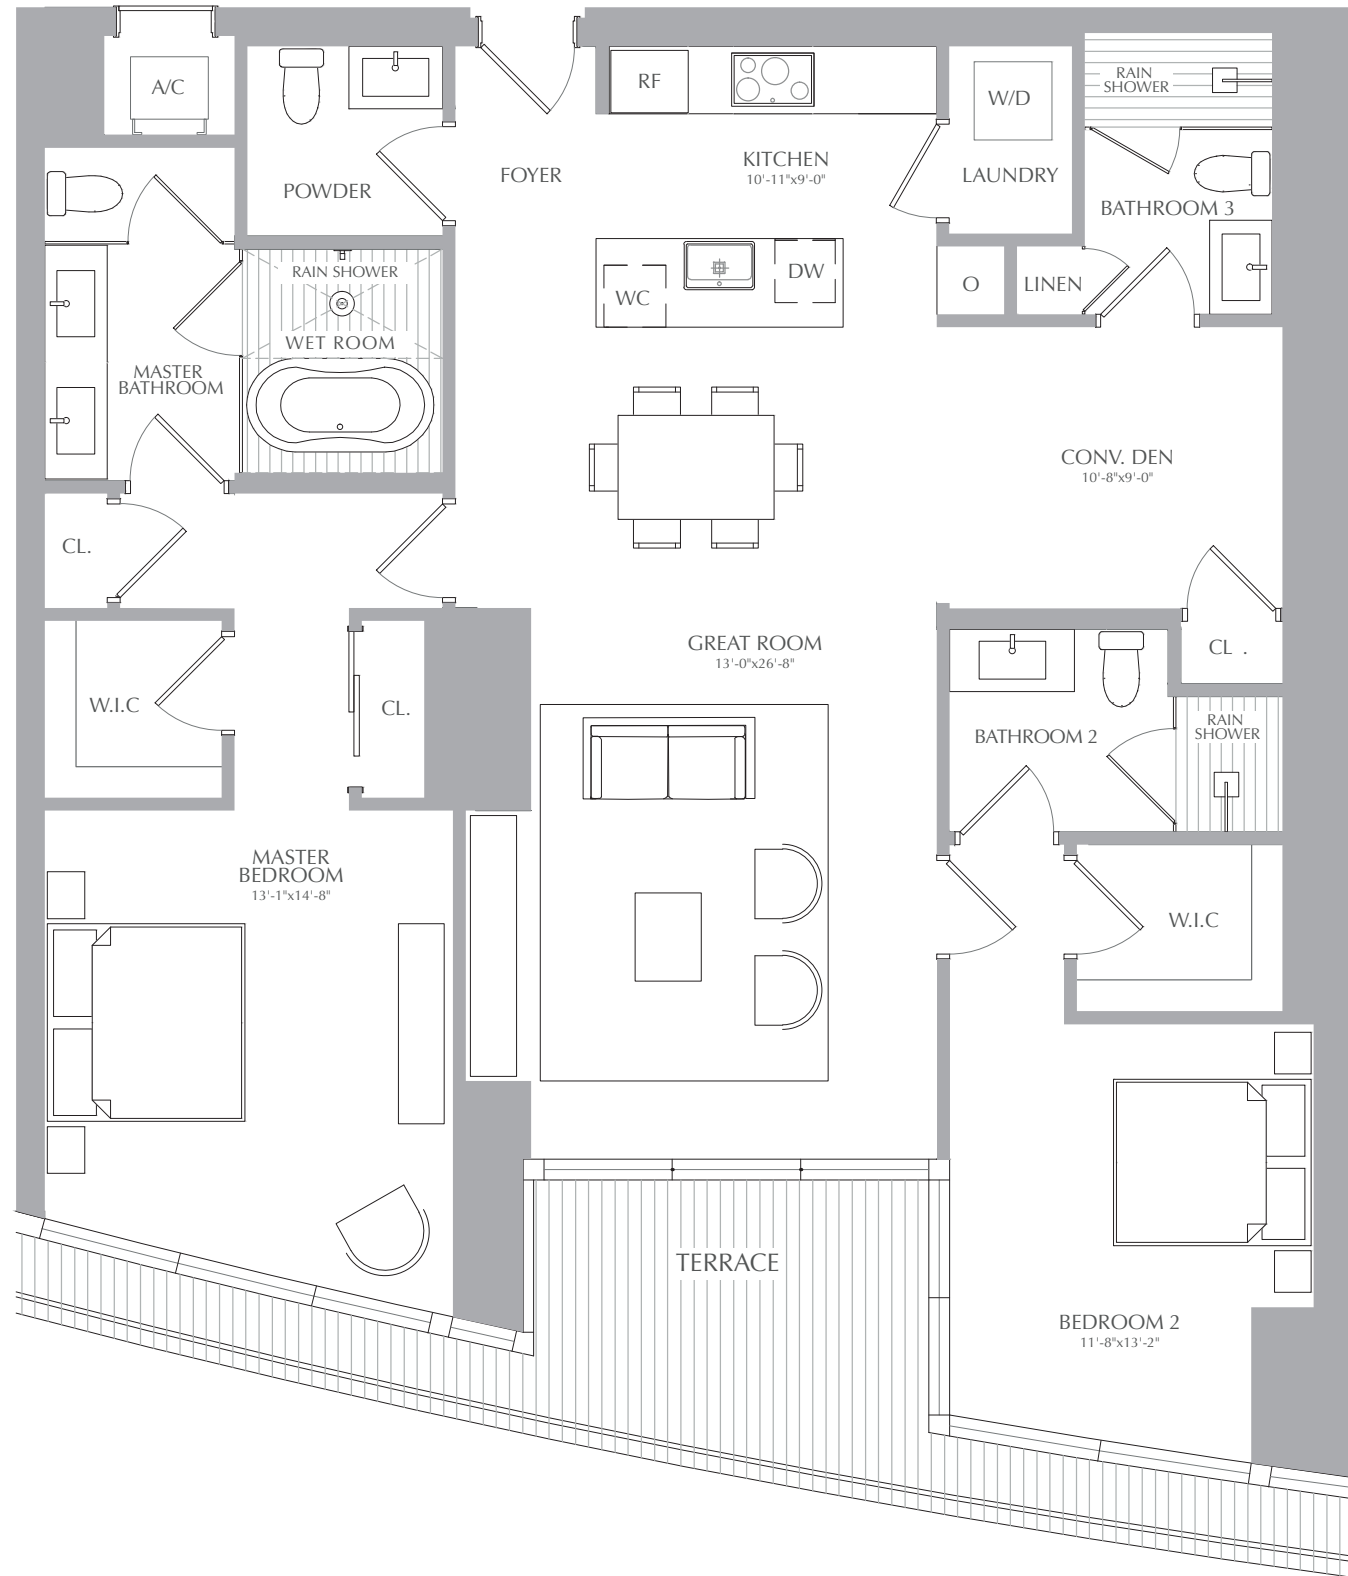 A/C
RF
W/D
RAIN
SHOWER
KITCHEN
10'-11"x9'-0"
POWDER
FOYER
LAUNDRY
BATHROOM 3
RAIN SHOWER
WC
DW
O
LINEN
WET ROOM
MASTER
BATHROOM
CONV. DEN
10'-8"x9'-0"
CL.
GREAT ROOM
13'-0"x26'-8"
CL .
W.I.C
CL.
BATHROOM 2
RAIN
SHOWER
MASTER
BEDROOM
13'-1"x14'-8"
W.I.C
TERRACE
BEDROOM 2
11'-8"x13'-2"